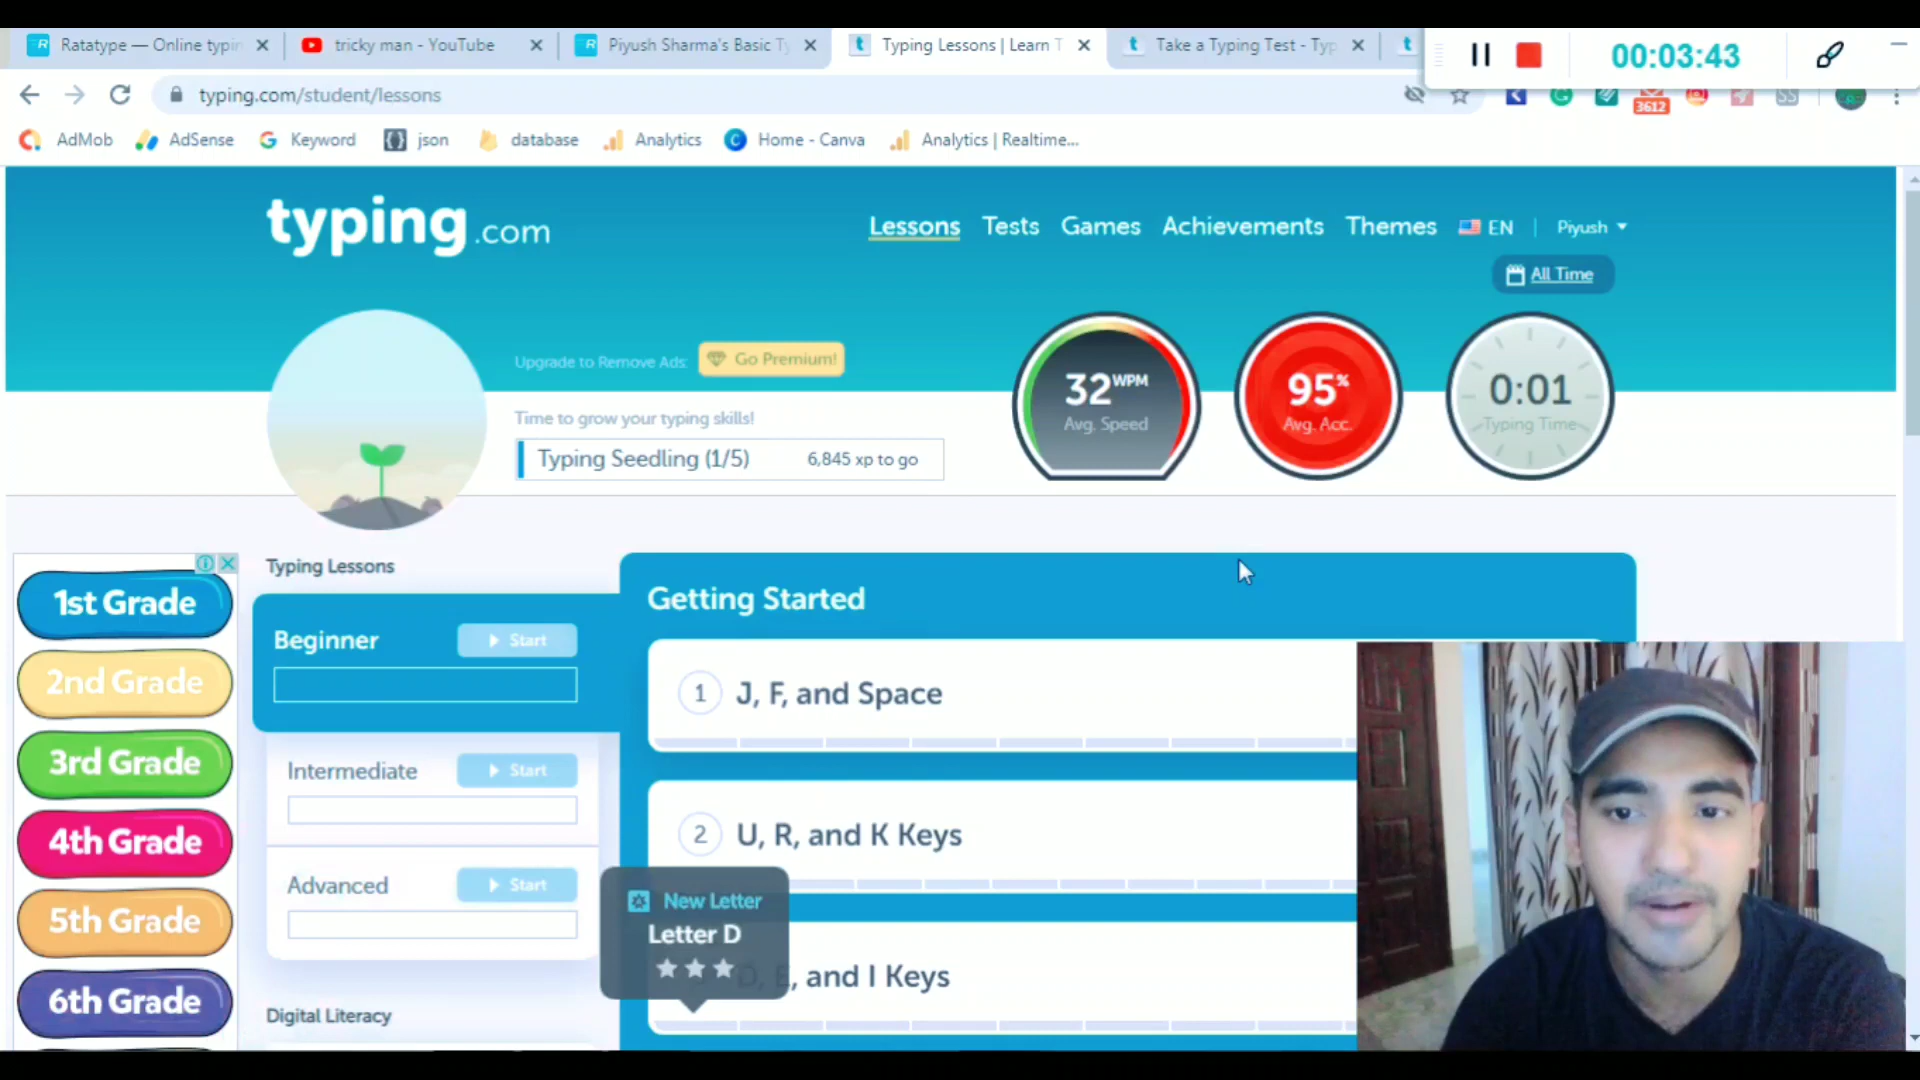 Ratatype — Online typin
tricky man - YouTube
Piyush Sharma's Basic Ty
Typing Lessons | Learn T
Take a Typing Test - Typ
00:03:43
typing.com/student/lessons
3612
AdMob
AdSense
Keyword
json
database
Analytics
Home - Canva
Analytics | Realtime...
typing.com
Lessons
Tests
Games
Achievements
Themes
EN
Piyush
All Time
Upgrade to Remove Ads:
Go Premium!
Time to grow your typing skills!
Typing Seedling (1/5)
6,845 xp to go
32 WPM
Avg. Speed
95%
Avg. Acc.
0:01
Typing Time
1st Grade
2nd Grade
3rd Grade
4th Grade
5th Grade
6th Grade
Typing Lessons
Beginner
Start
Intermediate
Start
Advanced
Start
Digital Literacy
Getting Started
1
J, F, and Space
2
U, R, and K Keys
New Letter
Letter D
D, E, and I Keys